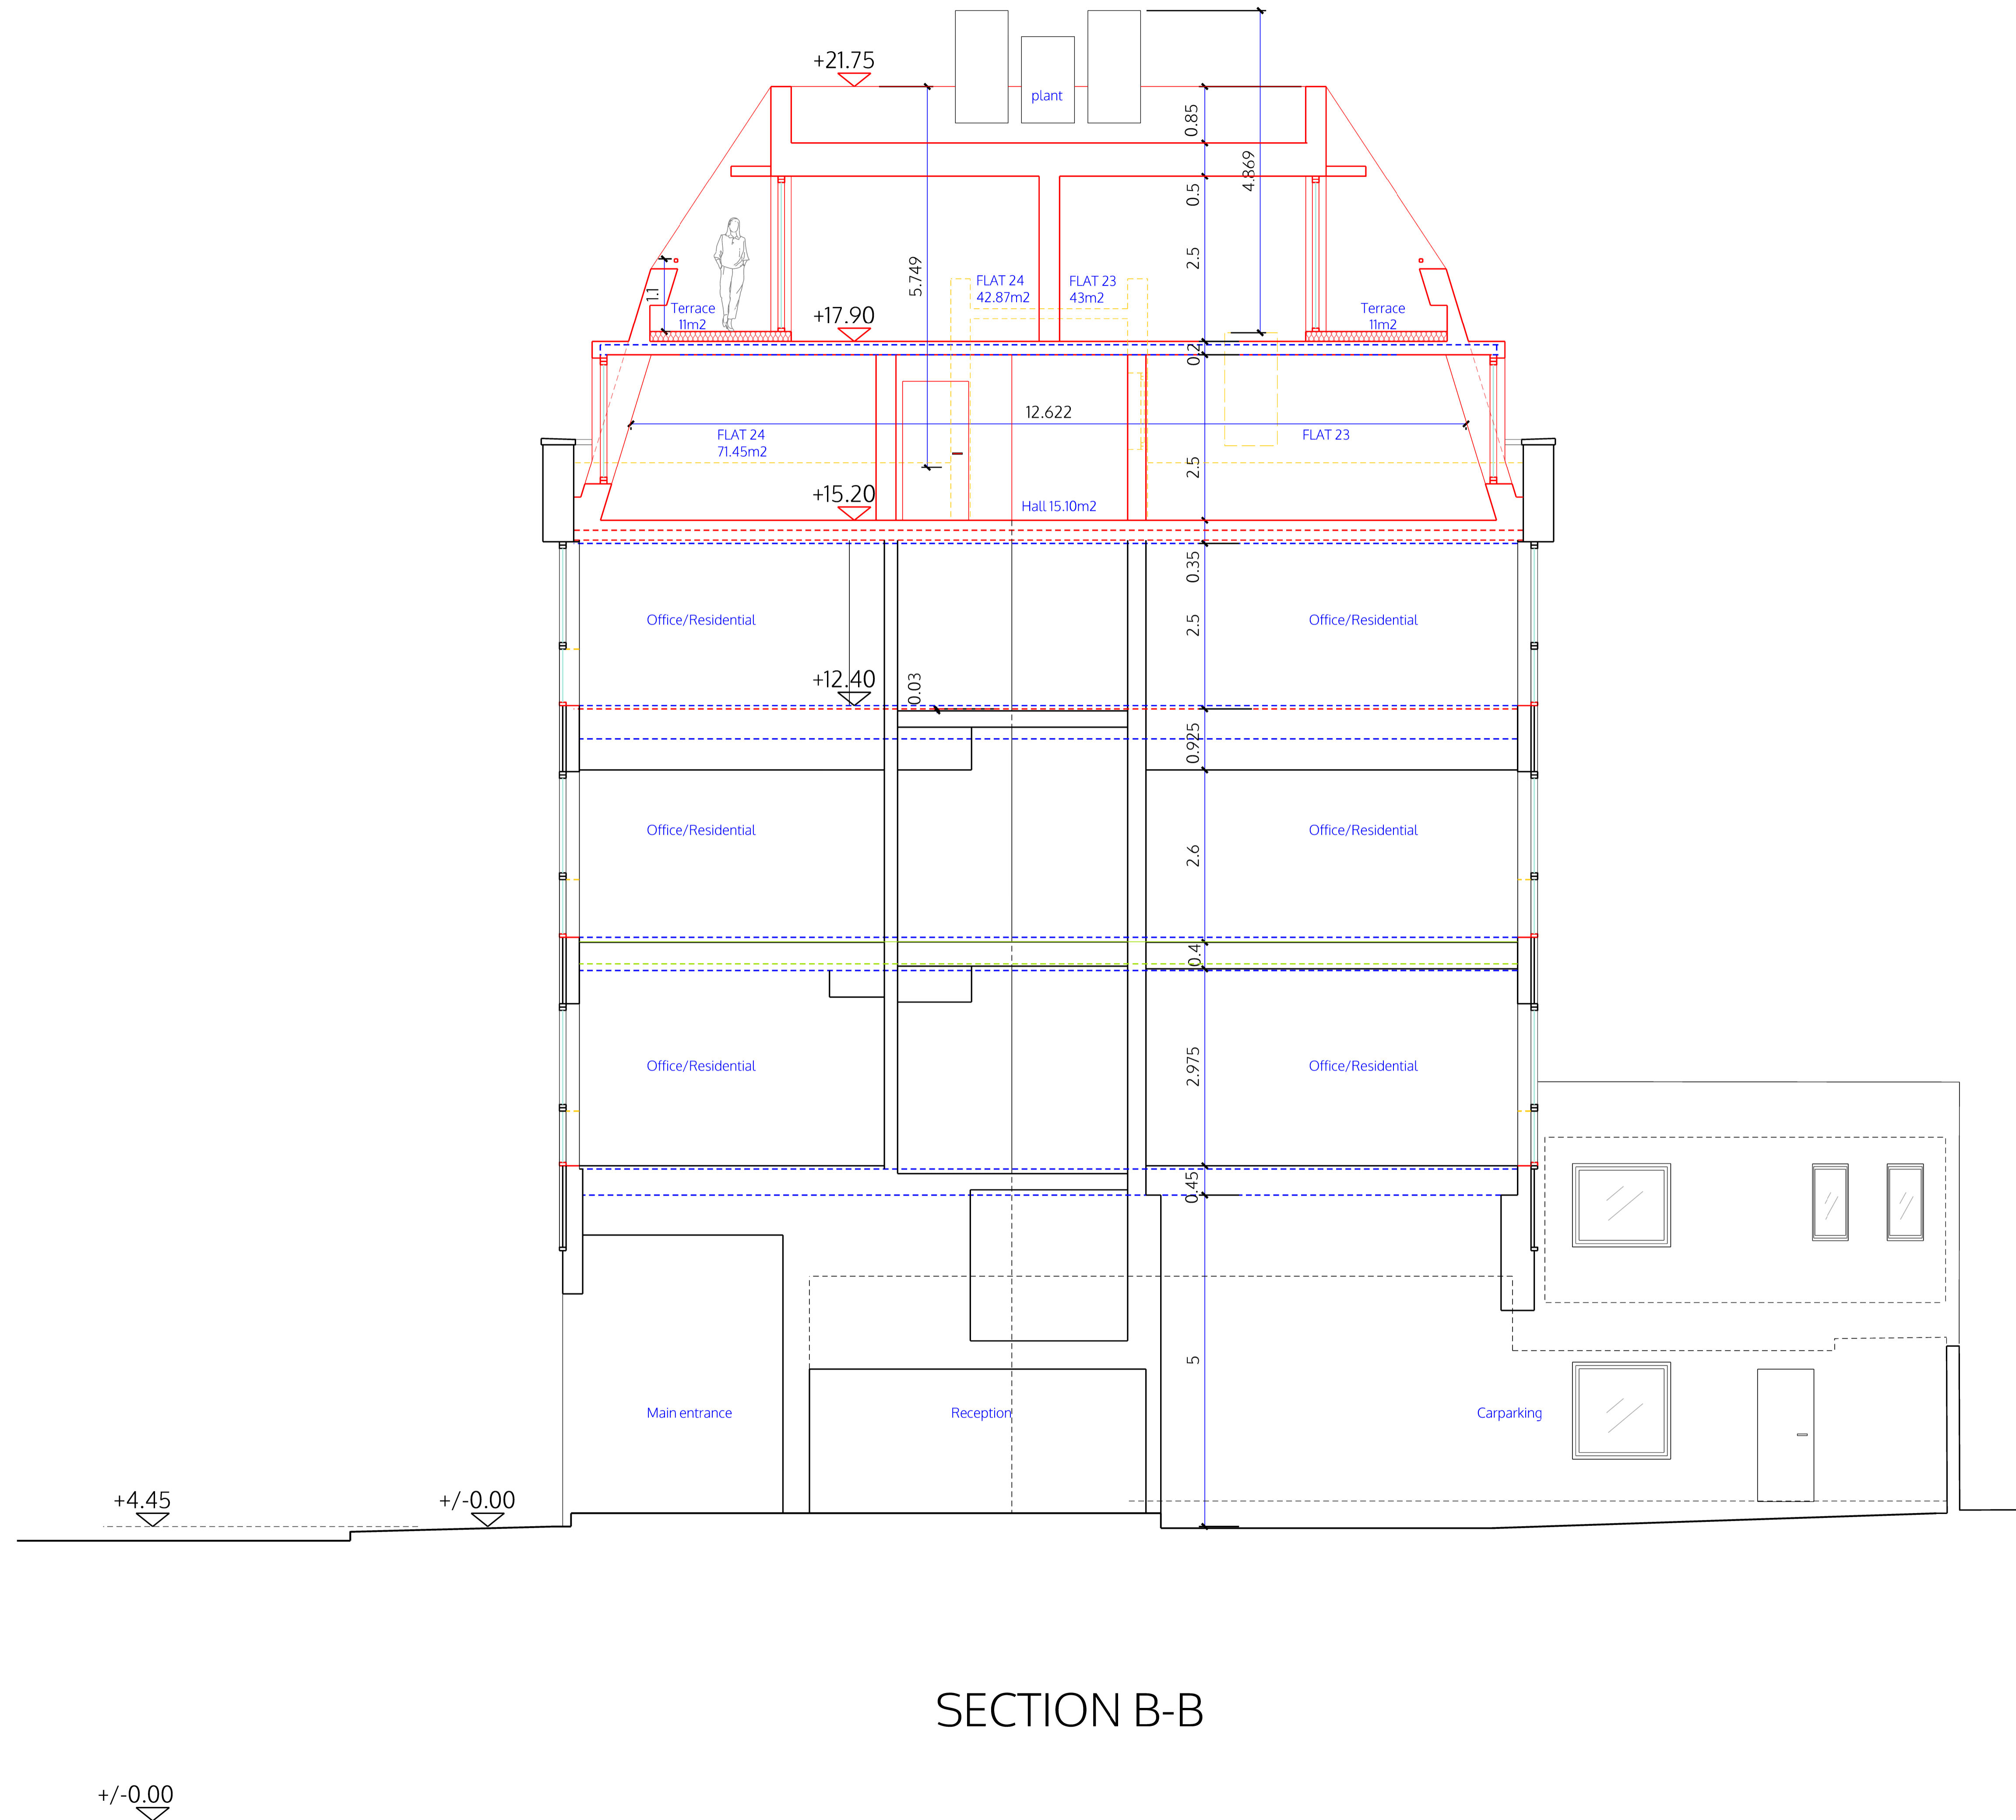 +21.75
plant
0.85
4.869
0.5
5.749
2.5
FLAT 24
42.87m2
FLAT 23
43m2
1.1
Terrace
11m2
+17.90
Terrace
11m2
0.2
12.622
FLAT 24
71.45m2
FLAT 23
2.5
+15.20
Hall 15.10m2
0.35
Office/Residential
2.5
Office/Residential
+12.40
0.03
0.925
Office/Residential
2.6
Office/Residential
0.4
Office/Residential
2.975
Office/Residential
0.45
5
Main entrance
Reception
Carparking
+4.45
+/-0.00
SECTION B-B
+/-0.00